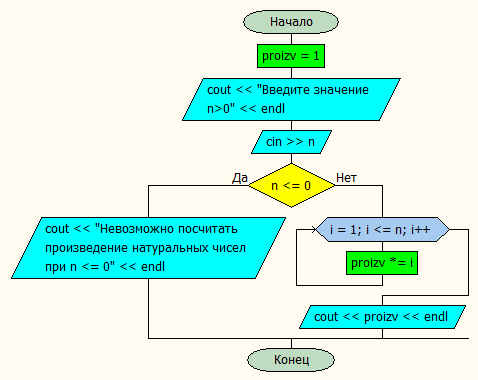 Начало
proizv = 1
cout << "Введите значение
n>0" << endl
cin >> n
Да
n <= 0
Нет
cout << "Невозможно посчитать
произведение натуральных чисел
при n <= 0" << endl
i = 1; i <= n; i++
proizv *= i
cout << proizv << endl
Конец